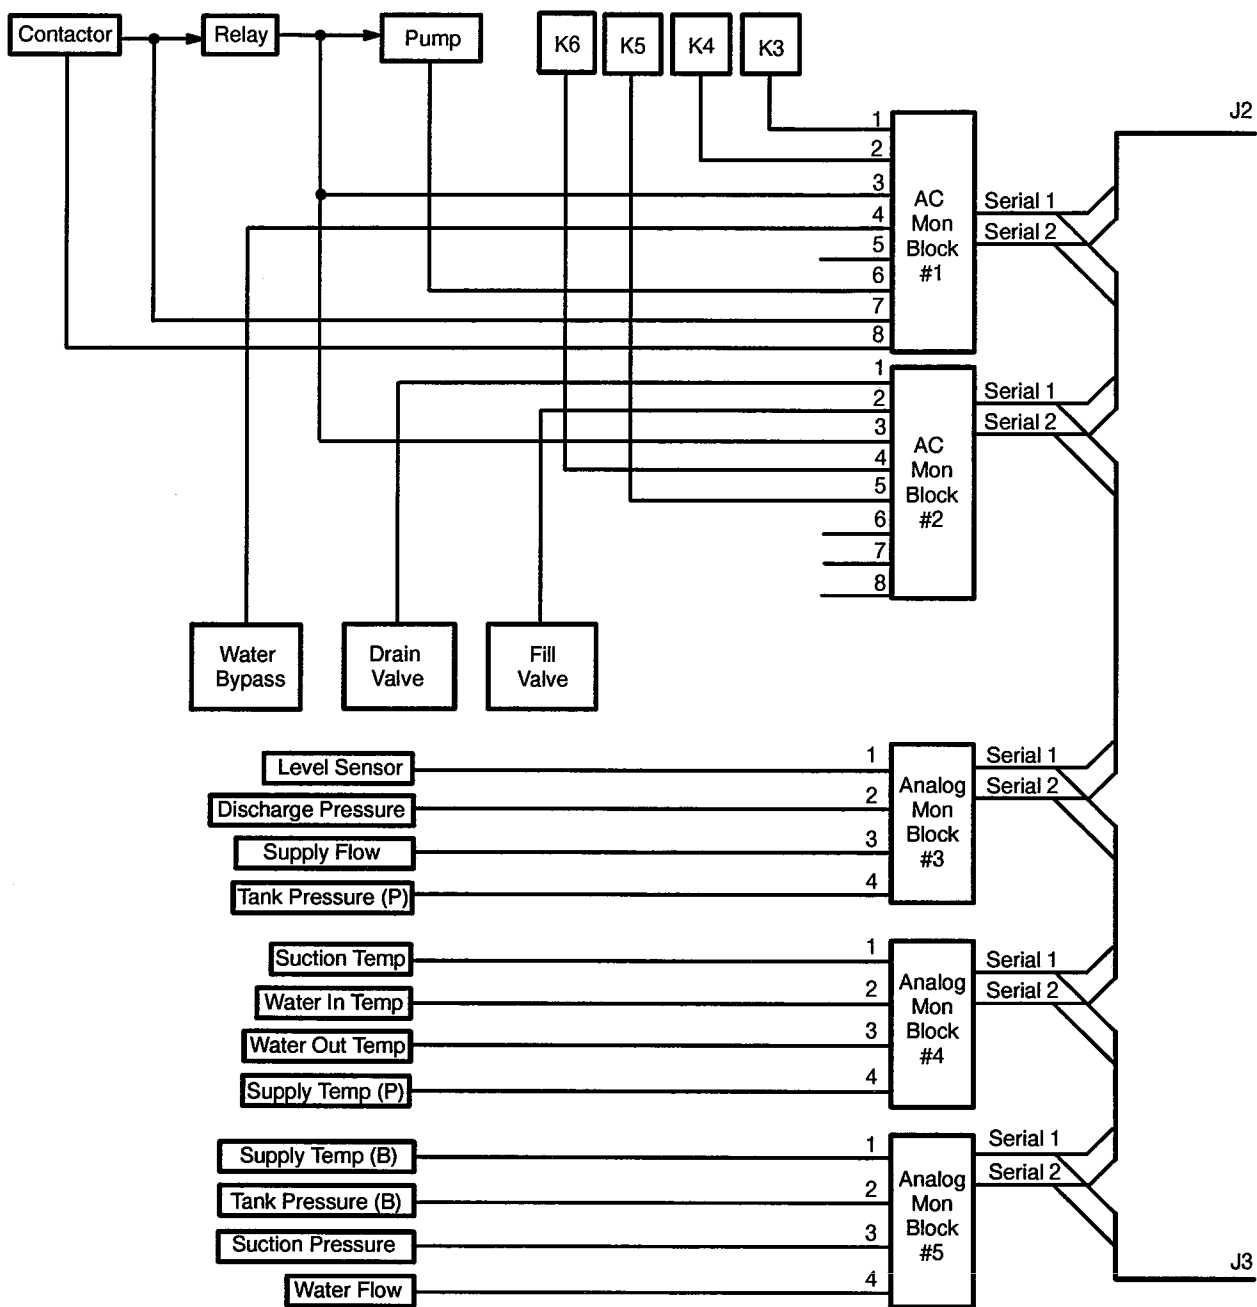 Contactor
Relay
Pump
K6
K5
K4
K3
J2
1
2
3
4
5
6
7
8
AC
Mon
Block
#1
Serial 1
Serial 2
1
2
3
4
5
6
7
8
AC
Mon
Block
#2
Serial 1
Serial 2
Water
Bypass
Drain
Valve
Fill
Valve
Level Sensor
Discharge Pressure
Supply Flow
Tank Pressure (P)
1
2
3
4
Analog
Mon
Block
#3
Serial 1
Serial 2
Suction Temp
Water In Temp
Water Out Temp
Supply Temp (P)
1
2
3
4
Analog
Mon
Block
#4
Serial 1
Serial 2
Supply Temp (B)
Tank Pressure (B)
Suction Pressure
Water Flow
1
2
3
4
Analog
Mon
Block
#5
Serial 1
Serial 2
J3